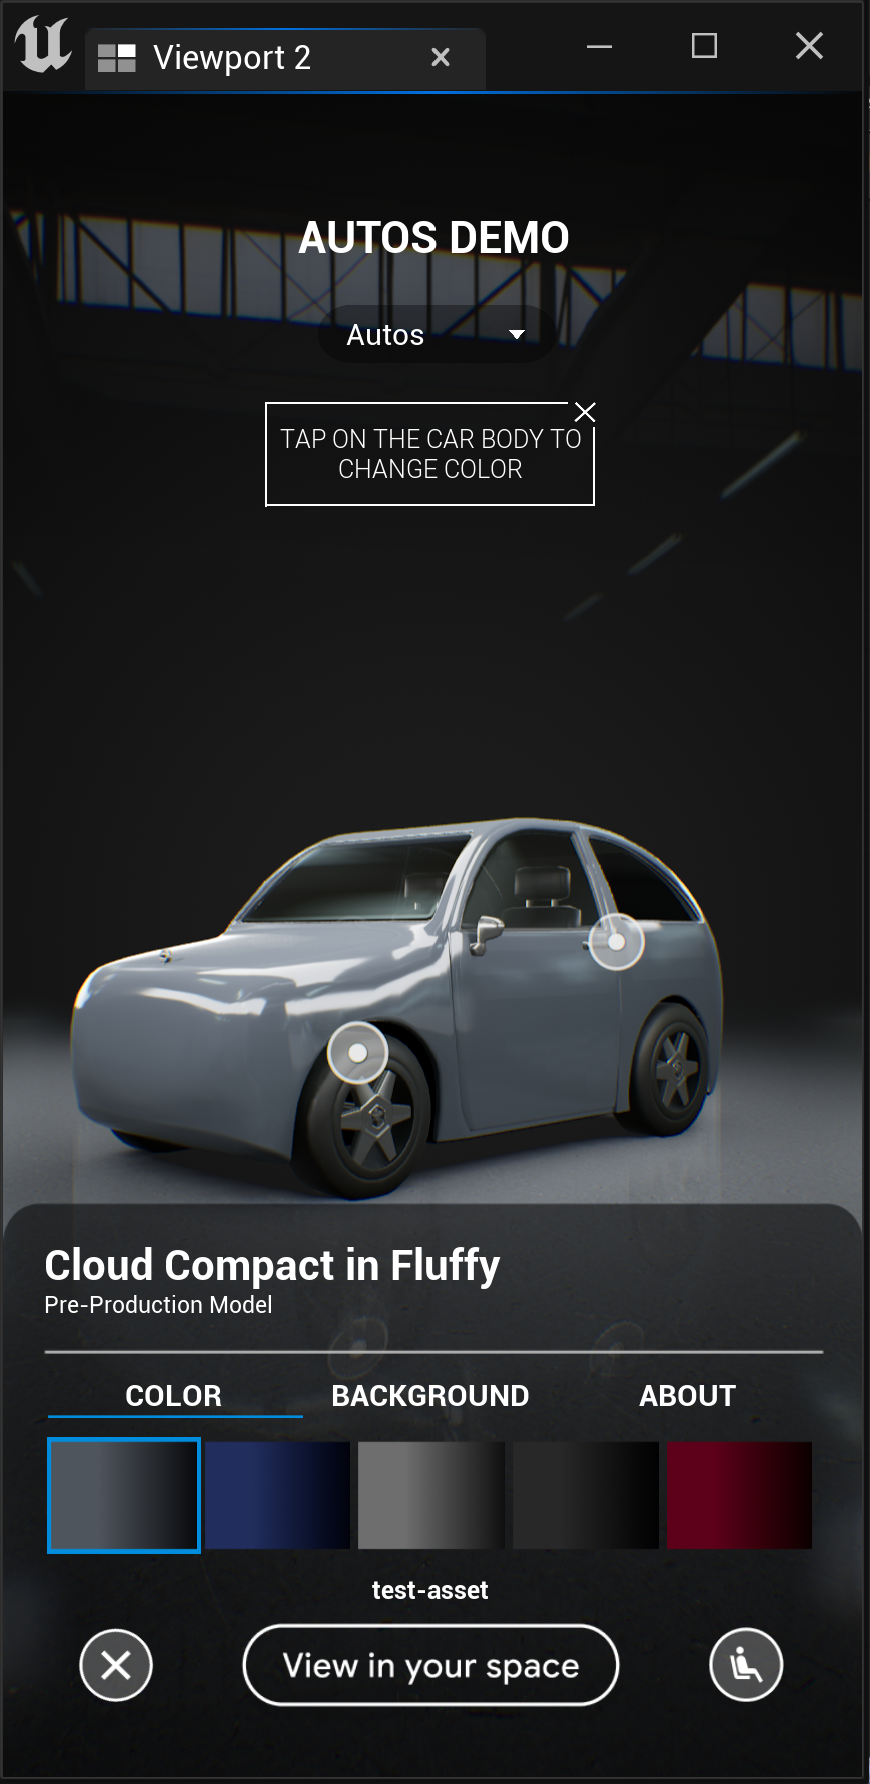 Viewport 2
AUTOS DEMO
Autos
TAP ON THE CAR BODY TO
CHANGE COLOR
Cloud Compact in Fluffy
Pre-Production Model
COLOR BACKGROUND ABOUT
test-asset
View in your space